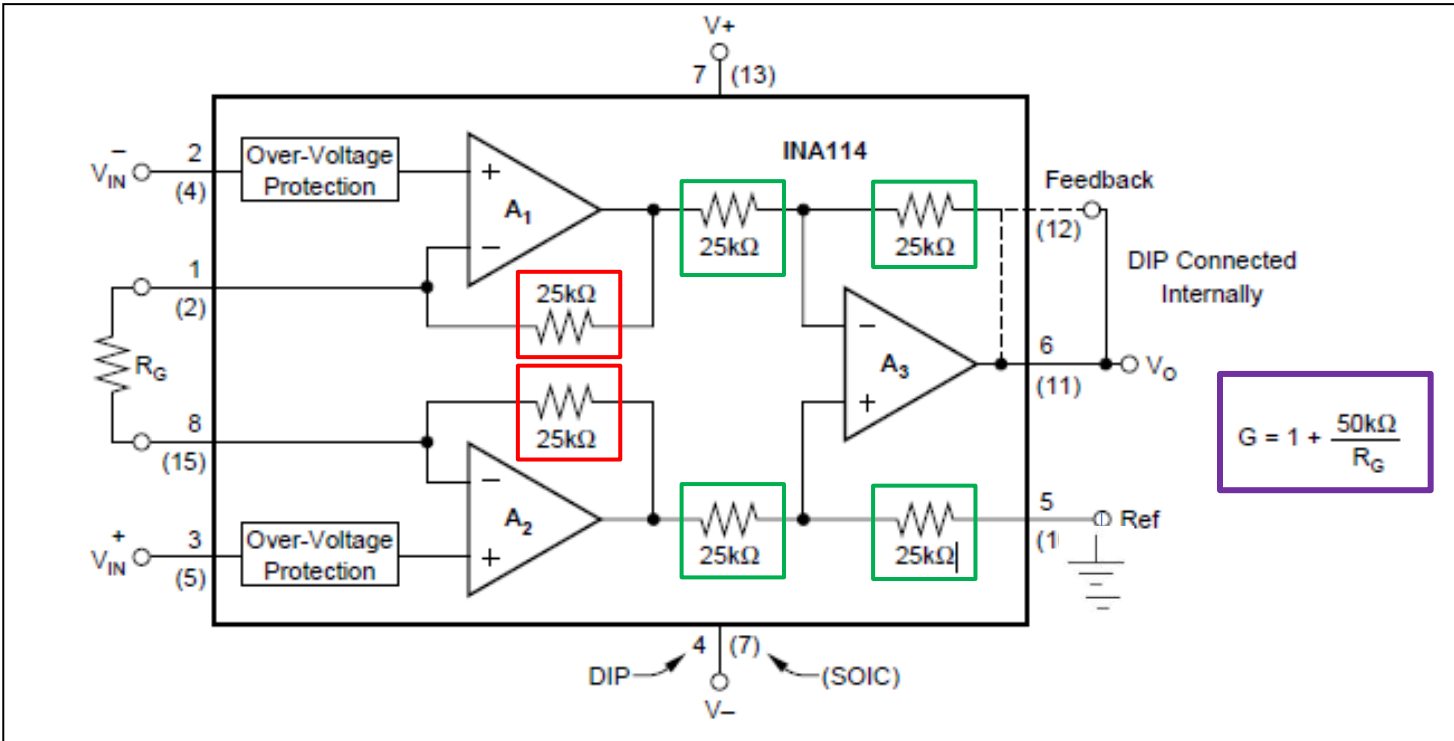 V+
7 (13)
INA114
V–IN
2
(4)
Over-Voltage
Protection
+
A1
–
25kΩ
25kΩ
Feedback
(12)
DIP Connected
Internally
1
(2)
25kΩ
RG
–
A3
+
6
(11)
VO
G = 1 + 50kΩ
RG
8
(15)
25kΩ
–
A2
+
25kΩ
25kΩ
5
(1
Ref
V+IN
3
(5)
Over-Voltage
Protection
4 (7)
DIP
(SOIC)
V–